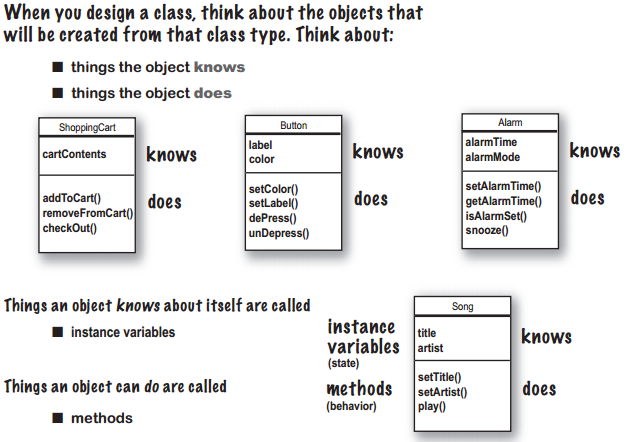 When you design a class, think about the objects that
will be created from that class type. Think about:
■ things the object knows
■ things the object does
ShoppingCart
cartContents
knows
addToCart()
removeFromCart()
checkOut()
does
Button
label
color
knows
setColor()
setLabel()
dePress()
unDepress()
does
Alarm
alarmTime
alarmMode
knows
setAlarmTime()
getAlarmTime()
isAlarmSet()
snooze()
does
Things an object knows about itself are called
■ instance variables
Things an object can do are called
■ methods
instance
variables
(state)
methods
(behavior)
Song
title
artist
knows
setTitle()
setArtist()
play()
does